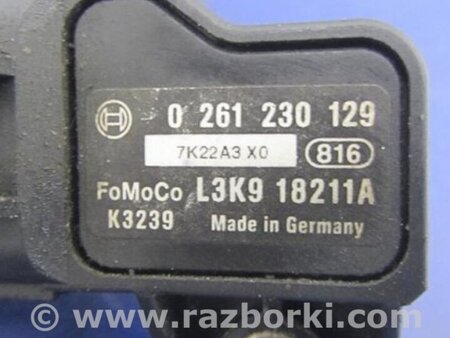 0 261 230 129
7K22A3 X0 816
FoMoCo L3K9 18211A
K3239 Made in Germany
© www.razborki.com